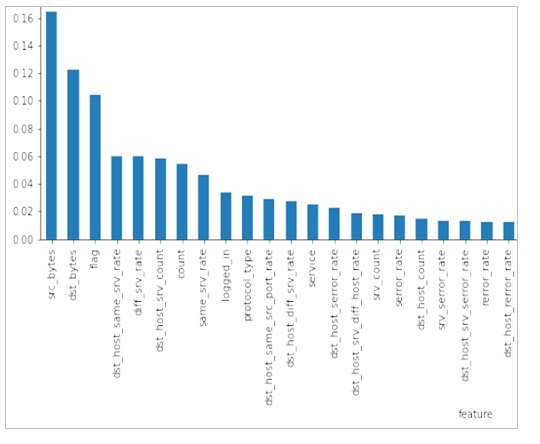 0.16
0.14
0.12
0.10
0.08
0.06
0.04
0.02
0.00
src_bytes
dst_bytes
flag
dst_host_same_srv_rate
diff_srv_rate
dst_host_srv_count
count
same_srv_rate
logged_in
protocol_type
dst_host_same_src_port_rate
dst_host_diff_srv_rate
service
dst_host_serror_rate
dst_host_srv_diff_host_rate
srv_count
serror_rate
dst_host_count
srv_serror_rate
dst_host_srv_serror_rate
rerror_rate
dst_host_rerror_rate
feature